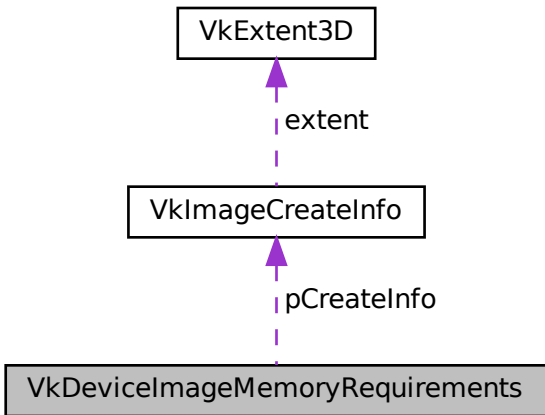 VkExtent3D
extent
VkImageCreateInfo
pCreateInfo
VkDeviceImageMemoryRequirements